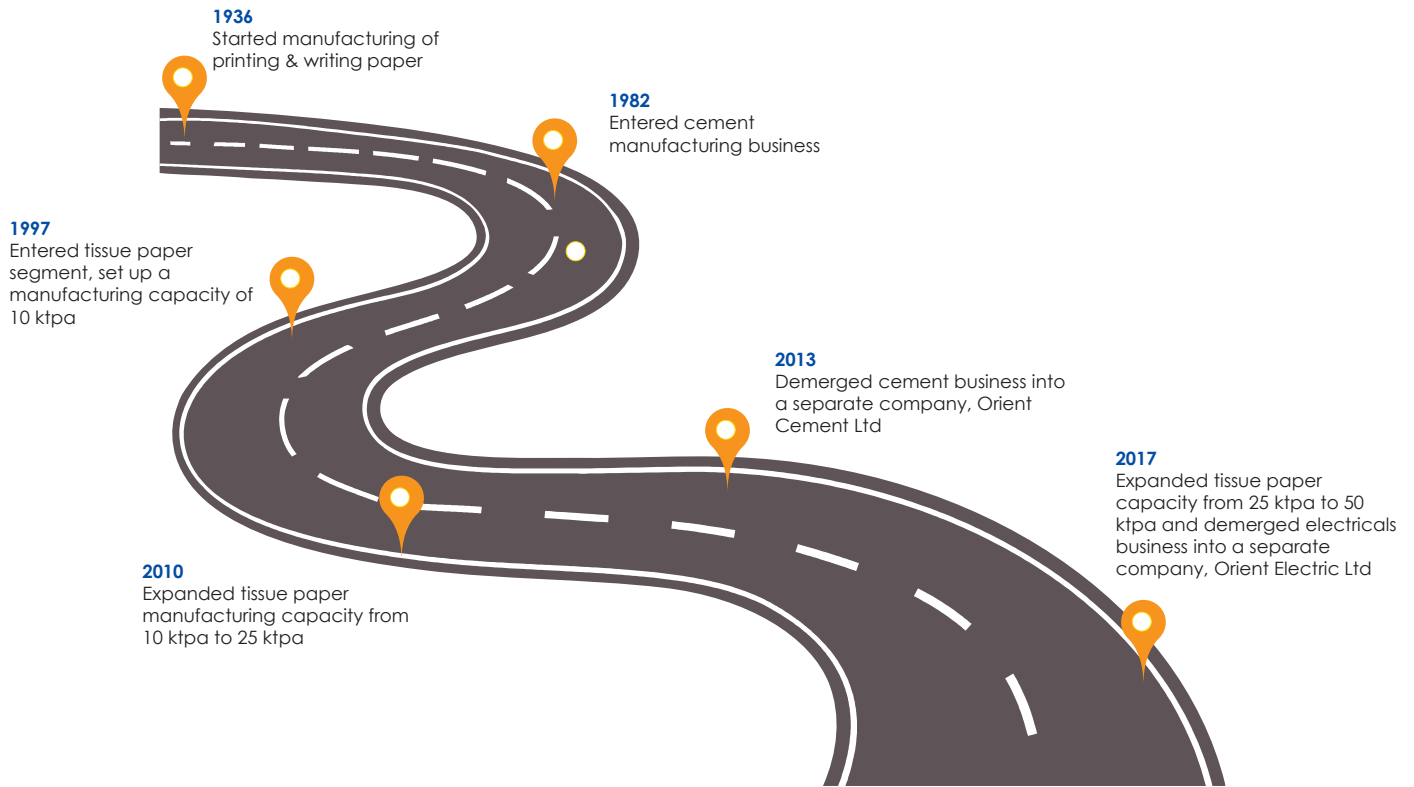 1936
Started manufacturing of
printing & writing paper
1982
Entered cement
manufacturing business
1997
Entered tissue paper
segment, set up a
manufacturing capacity of
10 ktpa
2013
Demerged cement business into
a separate company, Orient
Cement Ltd
2017
Expanded tissue paper
capacity from 25 ktpa to 50
ktpa and demerged electricals
business into a separate
company, Orient Electric Ltd
2010
Expanded tissue paper
manufacturing capacity from
10 ktpa to 25 ktpa